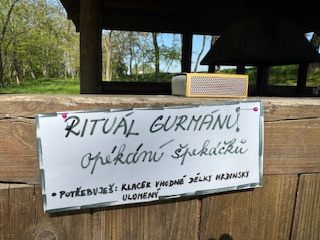 RITUÁL GURMÁNŮ!
opékání špekáčků
• POTŘEBUJEŠ: KLACEK VHODNÉ DÉLKY HRDINSKY
ULOMENÝ